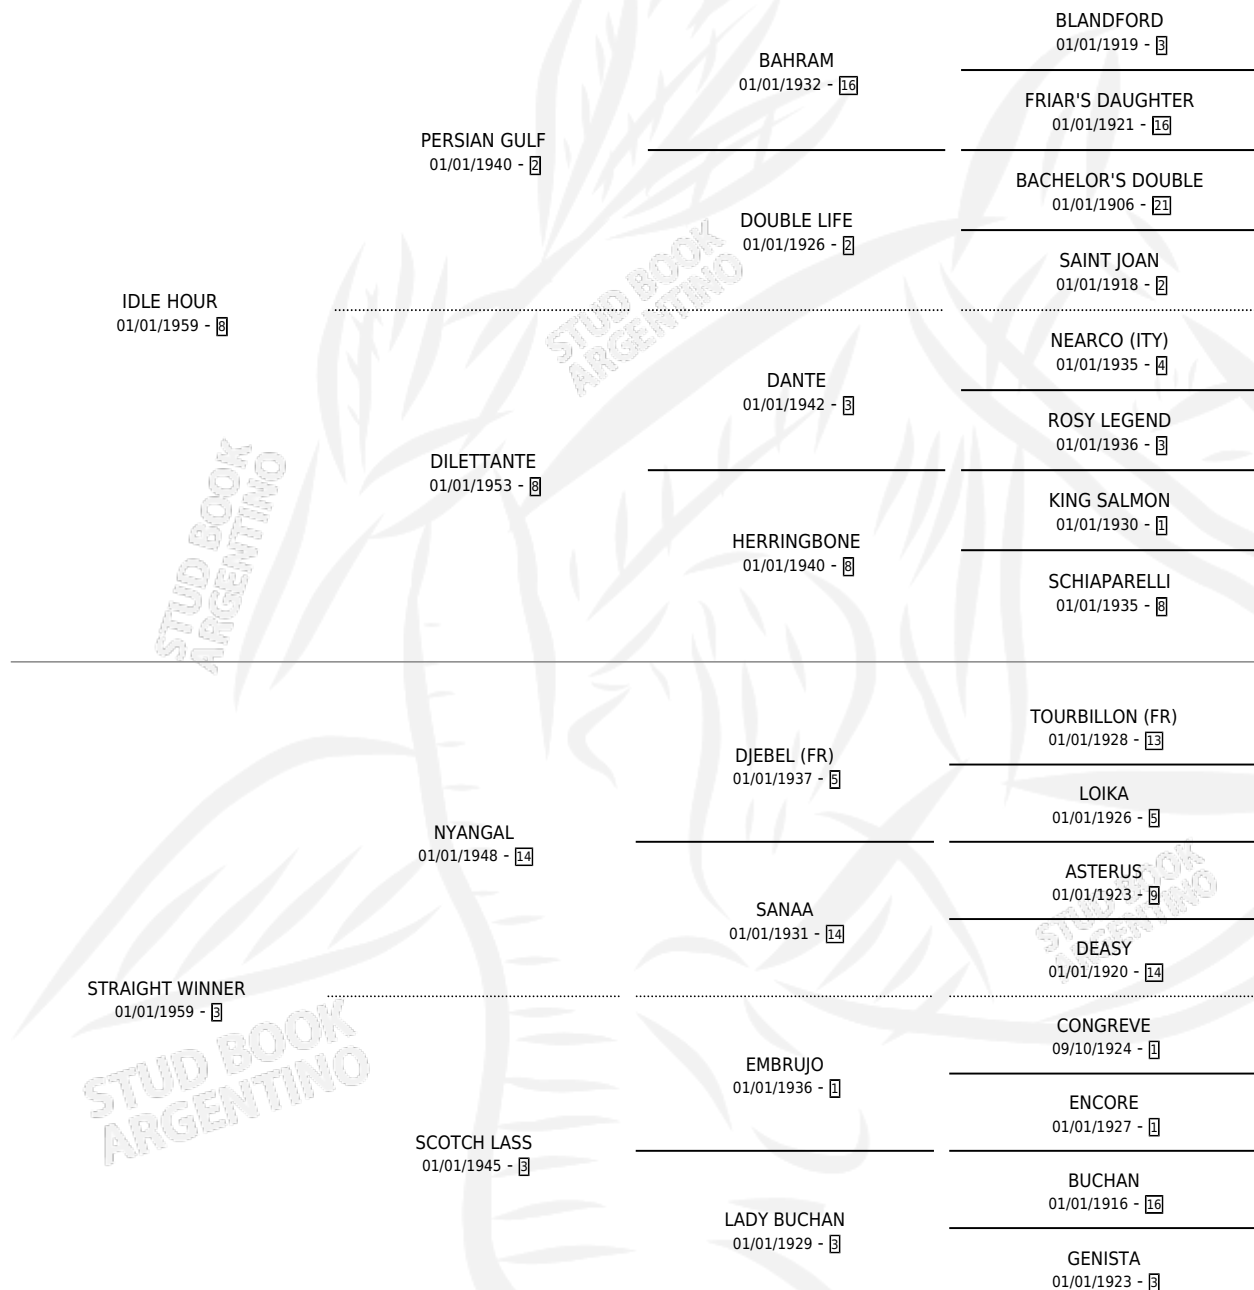 BLANDFORD
01/01/1919 - 3
BAHRAM
01/01/1932 - 16
FRIAR'S DAUGHTER
01/01/1921 - 16
PERSIAN GULF
01/01/1940 - 2
BACHELOR'S DOUBLE
01/01/1906 - 21
DOUBLE LIFE
01/01/1926 - 2
SAINT JOAN
01/01/1918 - 2
IDLE HOUR
01/01/1959 - 8
NEARCO (ITY)
01/01/1935 - 4
DANTE
01/01/1942 - 3
ROSY LEGEND
01/01/1936 - 3
DILETTANTE
01/01/1953 - 8
KING SALMON
01/01/1930 - 1
HERRINGBONE
01/01/1940 - 8
SCHIAPARELLI
01/01/1935 - 8
TOURBILLON (FR)
01/01/1928 - 13
DJEBEL (FR)
01/01/1937 - 5
LOIKA
01/01/1926 - 5
NYANGAL
01/01/1948 - 14
ASTERUS
01/01/1923 - 9
SANAA
01/01/1931 - 14
DEASY
01/01/1920 - 14
STRAIGHT WINNER
01/01/1959 - 3
CONGREVE
09/10/1924 - 1
EMBRUJO
01/01/1936 - 1
ENCORE
01/01/1927 - 1
SCOTCH LASS
01/01/1945 - 3
BUCHAN
01/01/1916 - 16
LADY BUCHAN
01/01/1929 - 3
GENISTA
01/01/1923 - 3
STUD BOOK
ARGENTINO
STUD BOOK
ARGENTINO
STUD BOOK
ARGENTINO
STUD BOOK
ARGENTINO